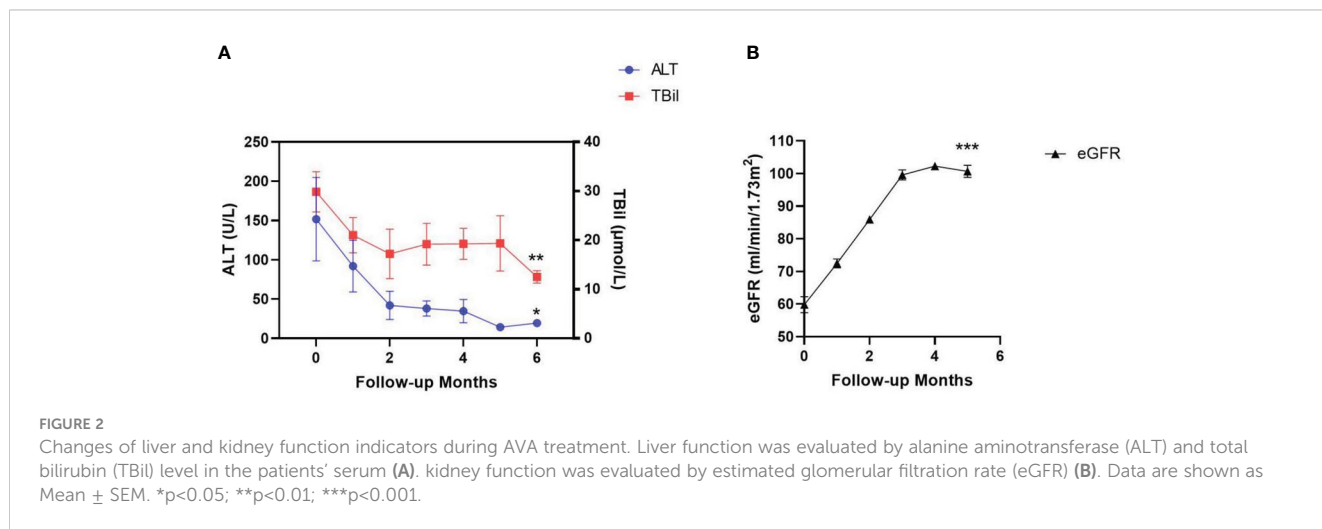 A
B
ALT
TBil
eGFR
250
200
150
100
50
0
ALT (U/L)
40
30
20
10
0
TBil (μmol/L)
**
*
0
2
4
6
Follow-up Months
110
100
90
80
70
60
50
eGFR (ml/min/1.73m²)
***
0
2
4
6
Follow-up Months
FIGURE 2
Changes of liver and kidney function indicators during AVA treatment. Liver function was evaluated by alanine aminotransferase (ALT) and total
bilirubin (TBil) level in the patients' serum (A). kidney function was evaluated by estimated glomerular filtration rate (eGFR) (B). Data are shown as
Mean ± SEM. *p<0.05; **p<0.01; ***p<0.001.